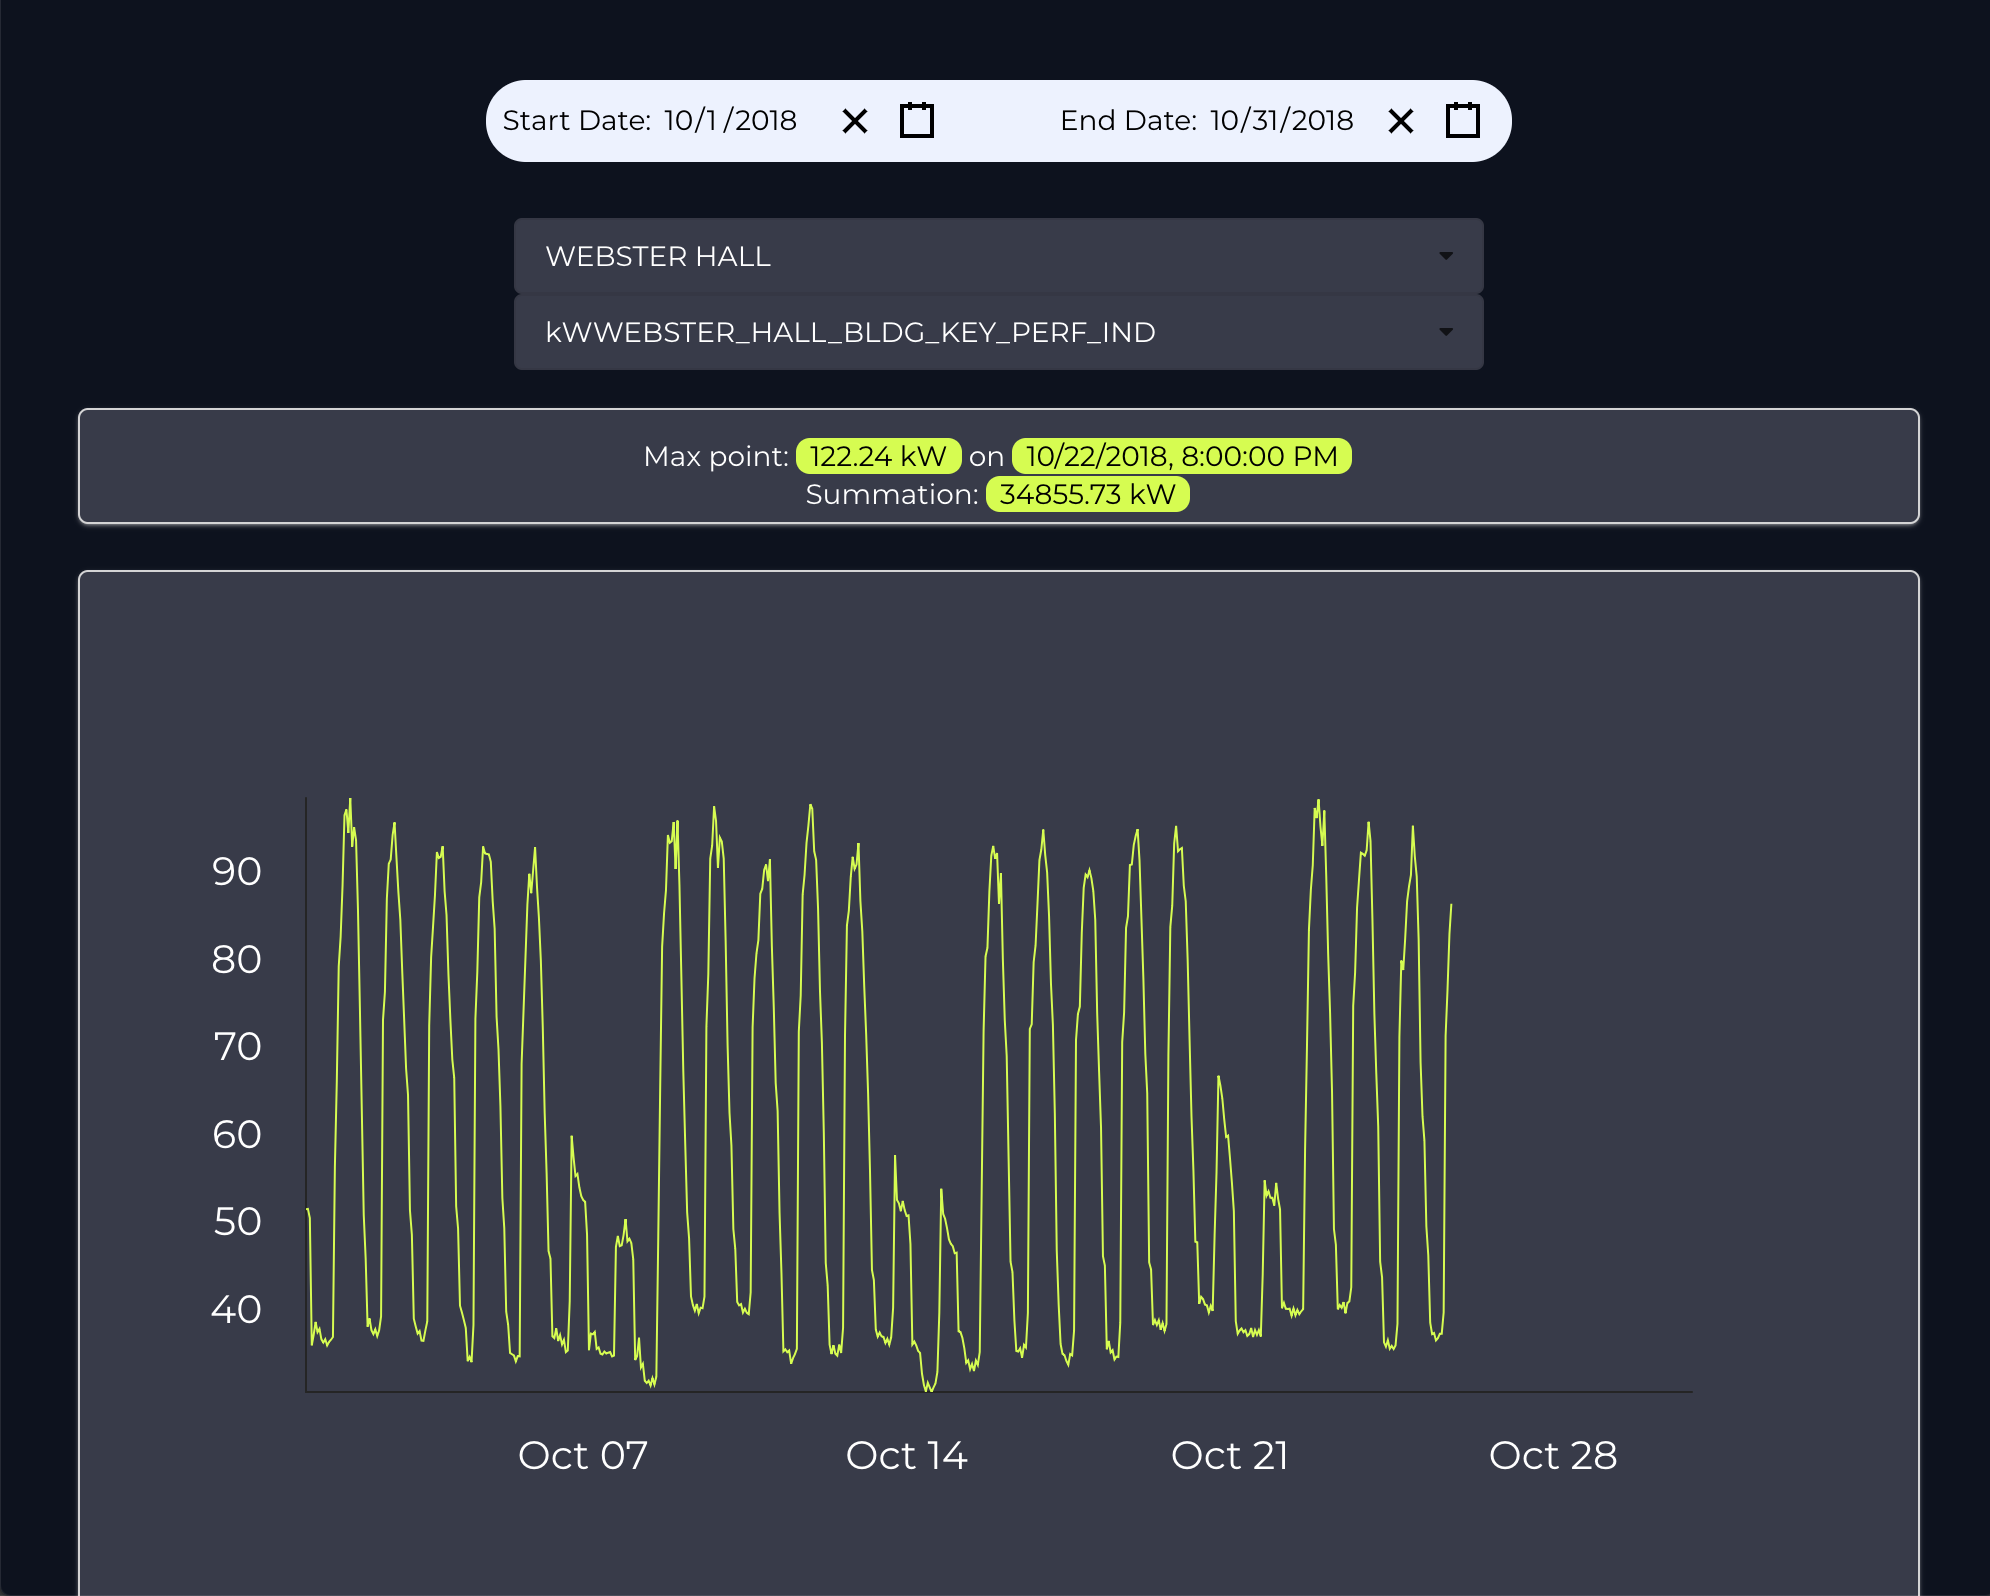 Start Date: 10/1 /2018 End Date: 10/31/2018
WEBSTER HALL
kWWEBSTER_HALL_BLDG_KEY_PERF_IND
Max point: 122.24 kW on 10/22/2018, 8:00:00 PM
Summation: 34855.73 kW
90
80
70
60
50
40
Oct 07 Oct 14 Oct 21 Oct 28